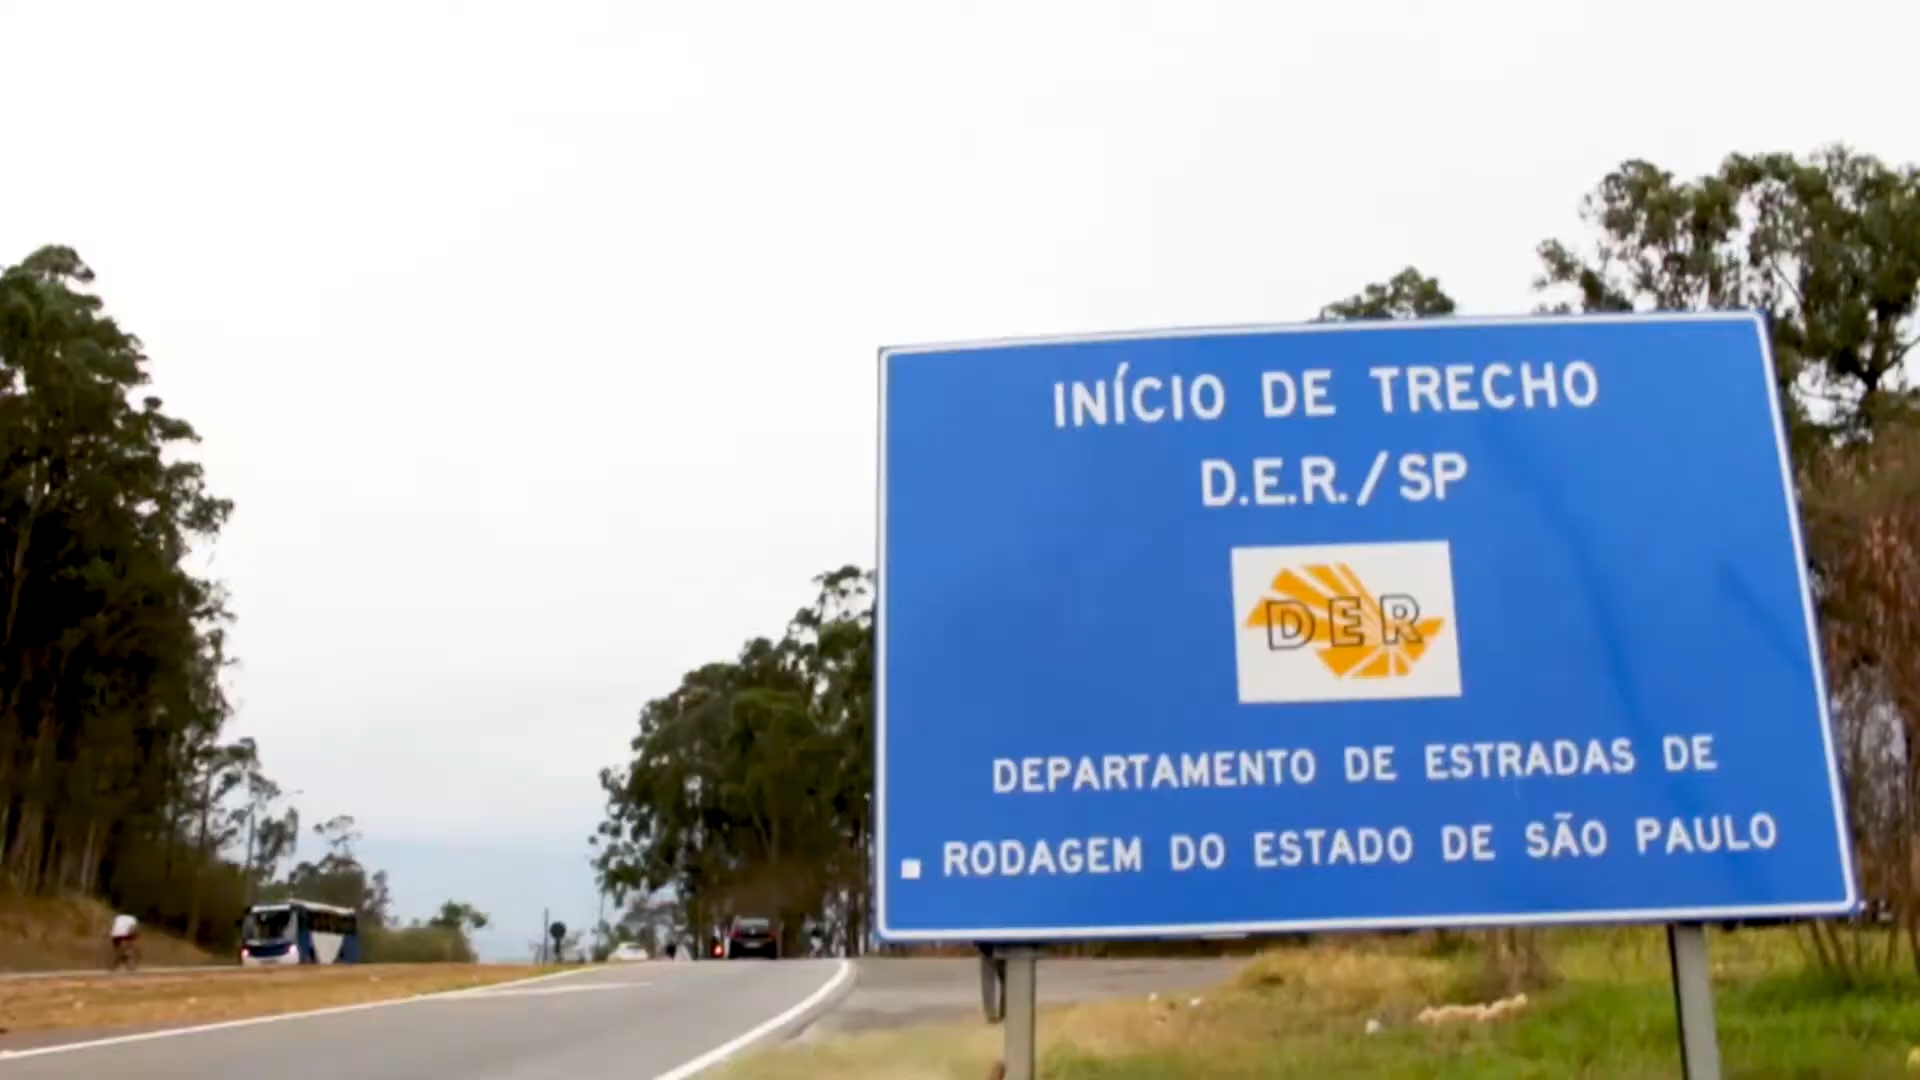 INÍCIO DE TRECHO
D.E.R./SP
DER
DEPARTAMENTO DE ESTRADAS DE
RODAGEM DO ESTADO DE SÃO PAULO